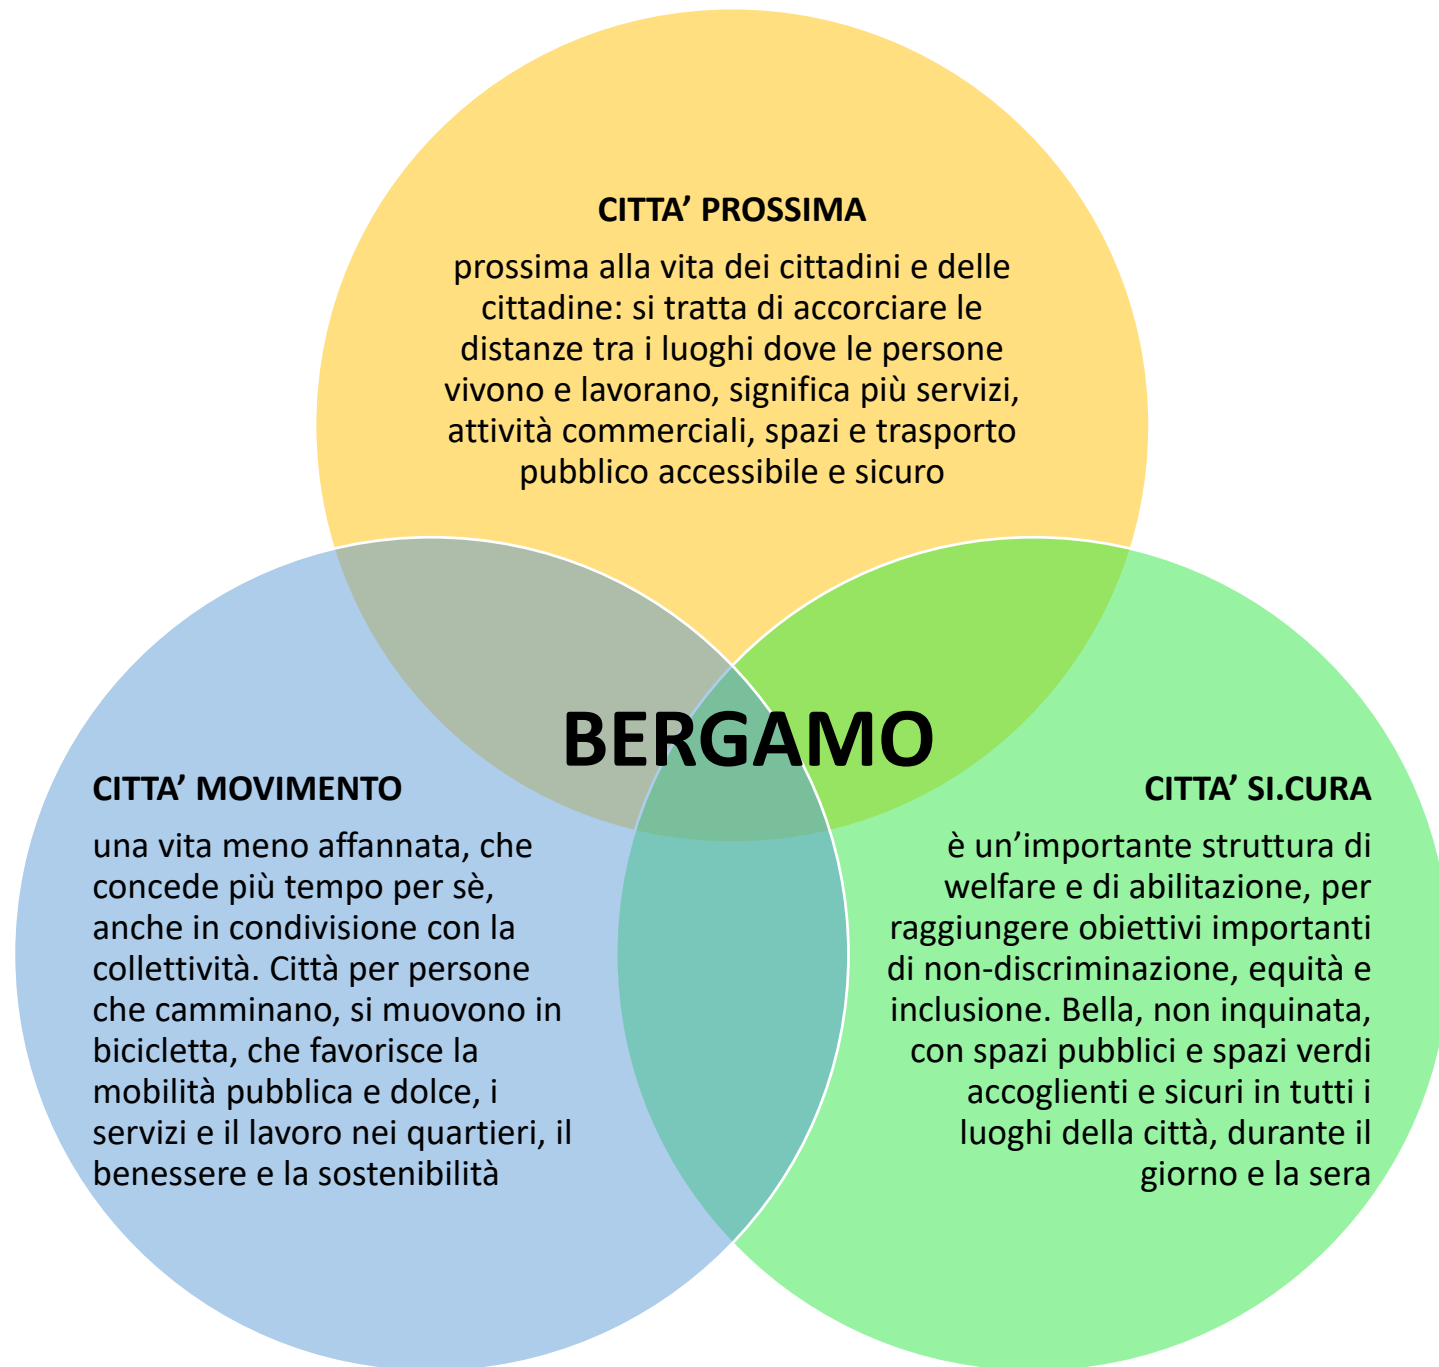 CITTA’ PROSSIMA
prossima alla vita dei cittadini e delle
cittadine: si tratta di accorciare le
distanze tra i luoghi dove le persone
vivono e lavorano, significa più servizi,
attività commerciali, spazi e trasporto
pubblico accessibile e sicuro
BERGAMO
CITTA’ MOVIMENTO
una vita meno affannata, che
concede più tempo per sè,
anche in condivisione con la
collettività. Città per persone
che camminano, si muovono in
bicicletta, che favorisce la
mobilità pubblica e dolce, i
servizi e il lavoro nei quartieri, il
benessere e la sostenibilità
CITTA’ SI.CURA
è un’importante struttura di
welfare e di abilitazione, per
raggiungere obiettivi importanti
di non-discriminazione, equità e
inclusione. Bella, non inquinata,
con spazi pubblici e spazi verdi
accoglienti e sicuri in tutti i
luoghi della città, durante il
giorno e la sera